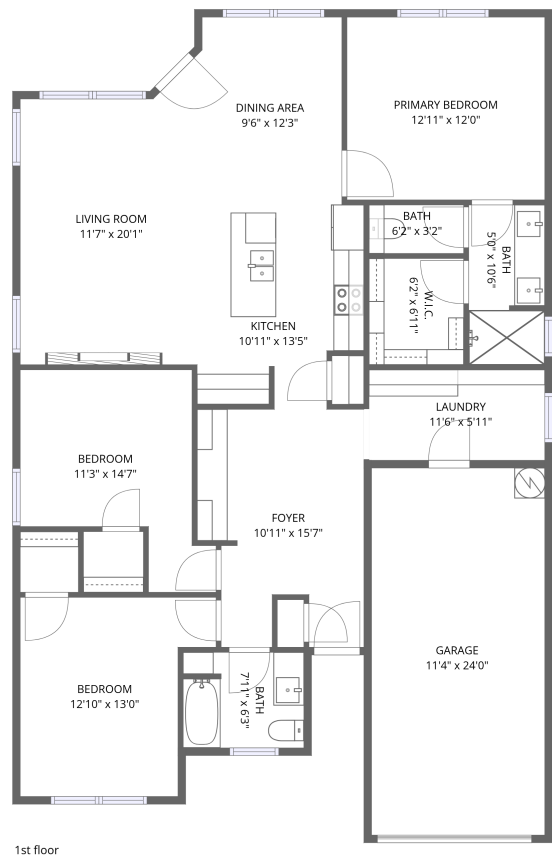 DINING AREA
9'6" x 12'3"
PRIMARY BEDROOM
12'11" x 12'0"
LIVING ROOM
11'7" x 20'1"
BATH
6'2" x 3'2"
BATH
5'0" x 10'6"
W.I.C.
6'2" x 6'11"
KITCHEN
10'11" x 13'5"
LAUNDRY
11'6" x 5'11"
BEDROOM
11'3" x 14'7"
FOYER
10'11" x 15'7"
GARAGE
11'4" x 24'0"
BEDROOM
12'10" x 13'0"
BATH
7'11" x 6'3"
1st floor